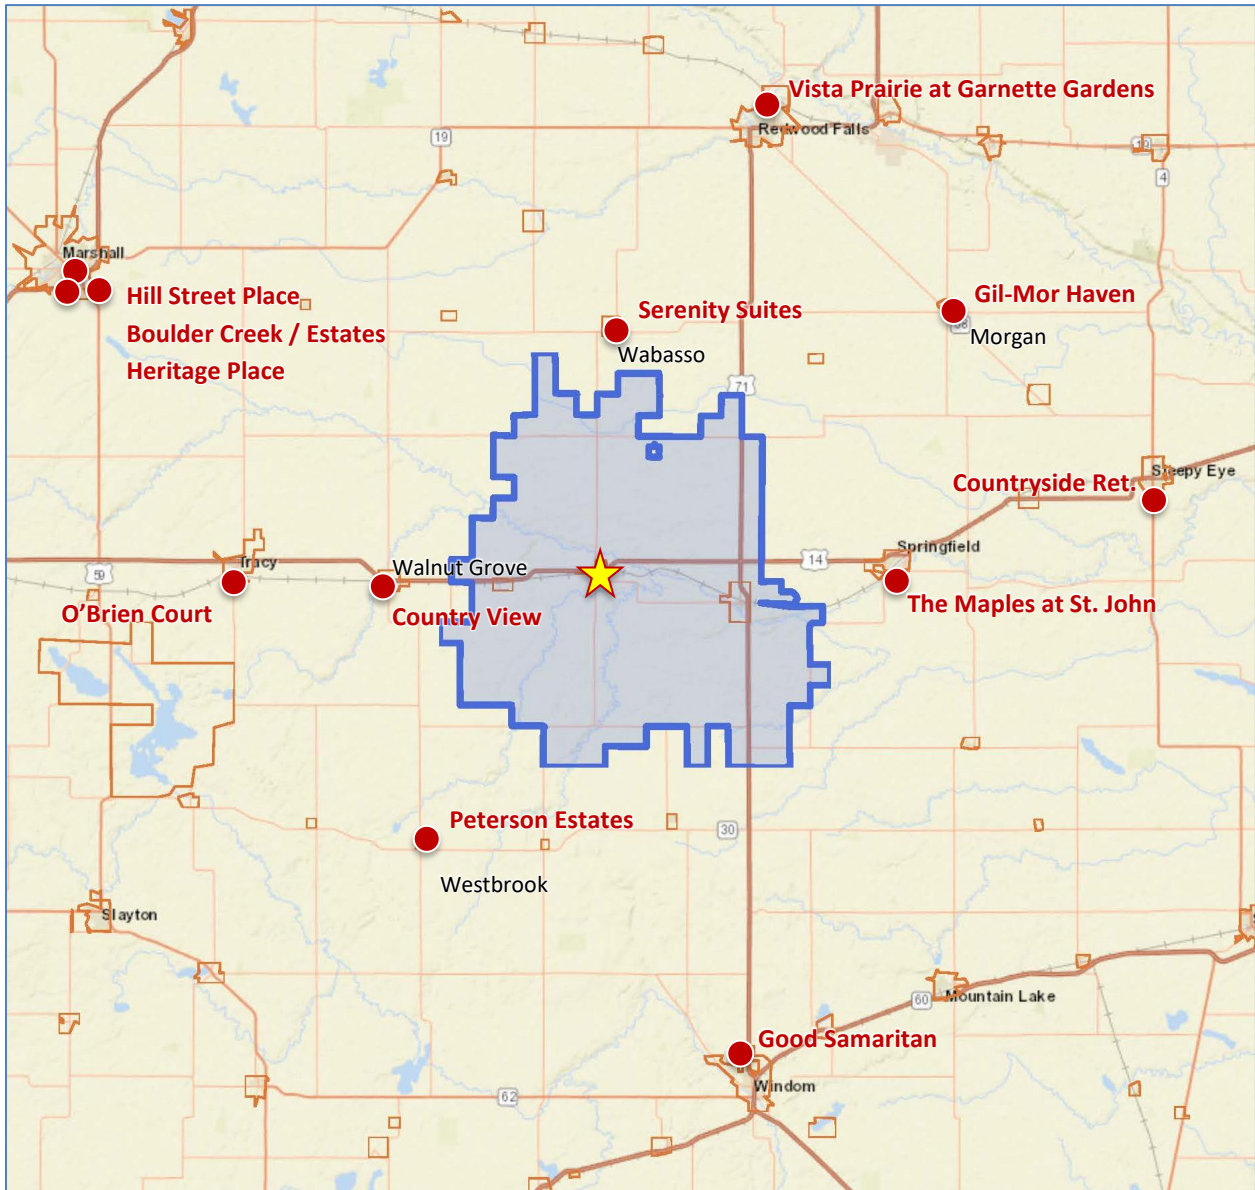 Vista Prairie at Garnette Gardens
Redwood Falls
19
19
4
Marshall
Hill Street Place
Boulder Creek / Estates
Heritage Place
Serenity Suites
Wabasso
Gil-Mor Haven
68
Morgan
71
Countryside Ret.
Sleepy Eye
Tracy
59
Walnut Grove
14
Springfield
O'Brien Court
Country View
The Maples at St. John
Peterson Estates
30
Westbrook
Slayton
60
Mountain Lake
Good Samaritan
Windom
62